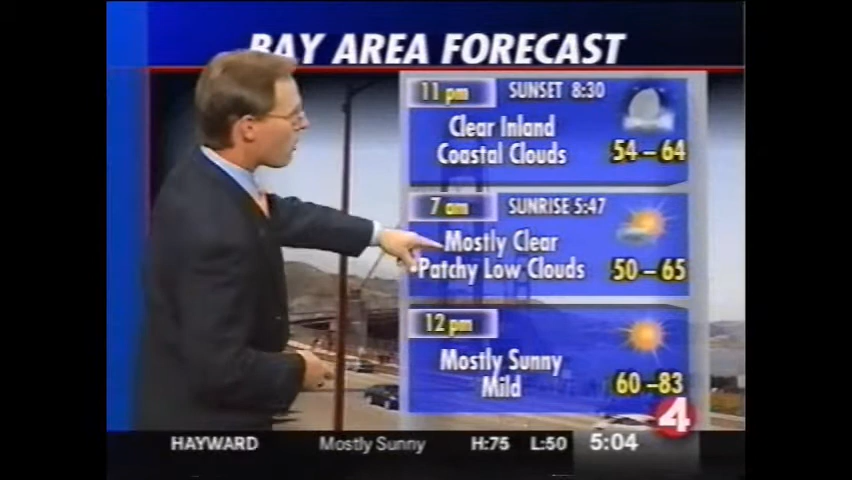 BAY AREA FORECAST
11 pm SUNSET 8:30
Clear Inland
Coastal Clouds
54 – 64
7 am SUNRISE 5:47
Mostly Clear
Patchy Low Clouds
50 – 65
12 pm
Mostly Sunny
Mild
60 –83
4
HAYWARD Mostly Sunny H:75 L:50 5:04